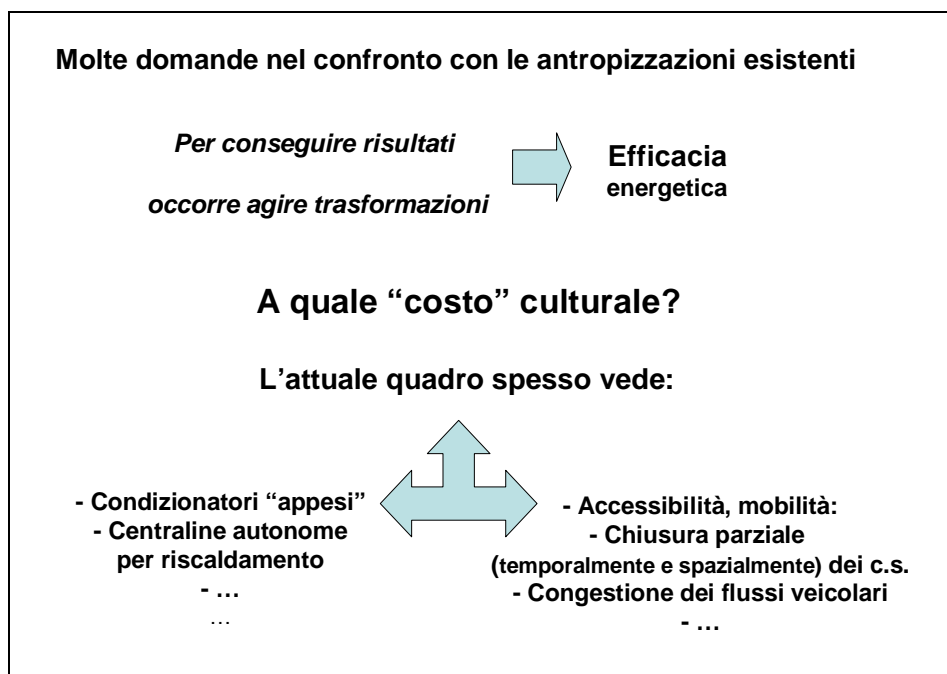 Molte domande nel confronto con le antropizzazioni esistenti
Per conseguire risultati
occorre agire trasformazioni
Efficacia
energetica
A quale “costo” culturale?
L’attuale quadro spesso vede:
- Condizionatori “appesi”
- Centraline autonome
per riscaldamento
- …
…
- Accessibilità, mobilità:
- Chiusura parziale
(temporalmente e spazialmente) dei c.s.
- Congestione dei flussi veicolari
- …